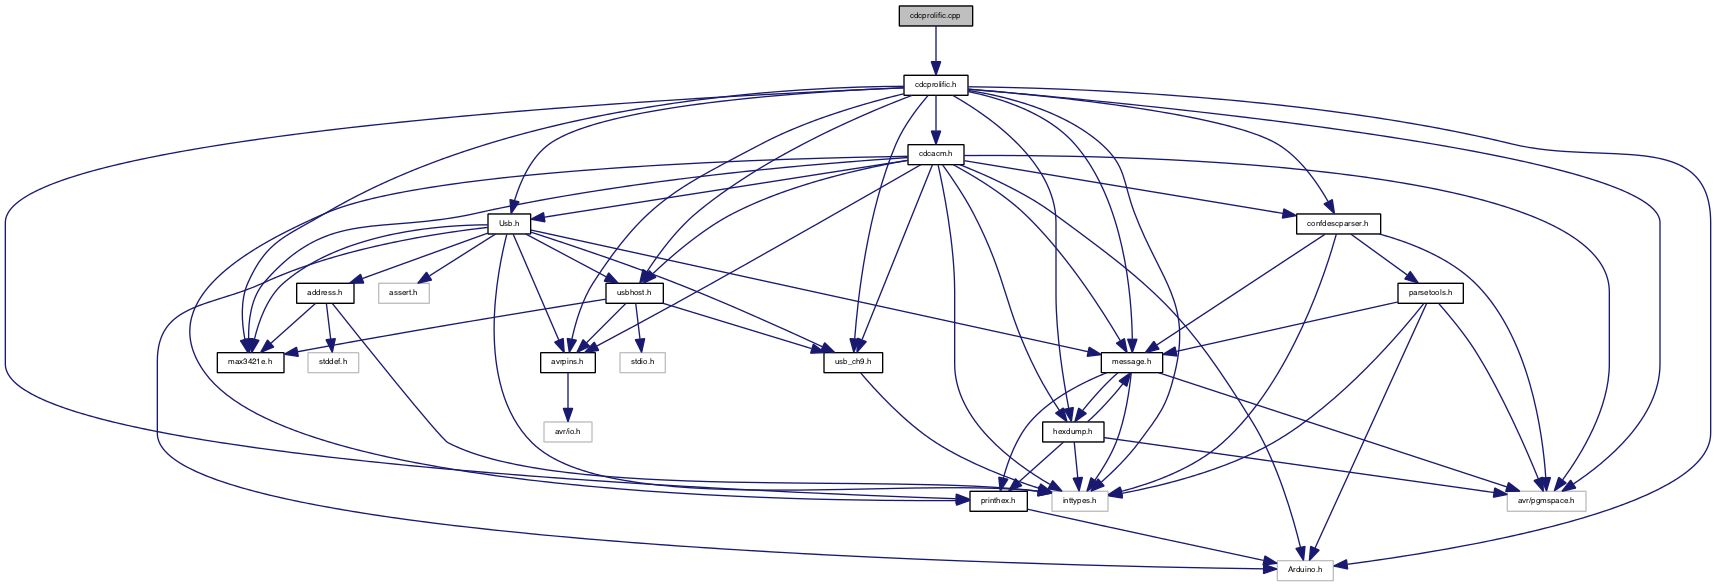 cdcprolific.cpp
cdcprolific.h
cdcacm.h
Usb.h
confdescparser.h
address.h
assert.h
usbhost.h
parsetools.h
max3421e.h
stddef.h
avrpins.h
stdio.h
usb_ch9.h
message.h
avr/io.h
hexdump.h
printhex.h
inttypes.h
avr/pgmspace.h
Arduino.h